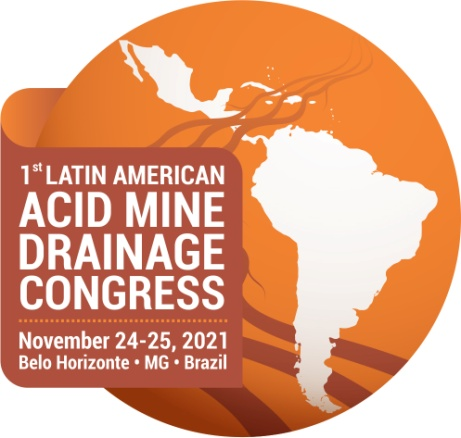 1st LATIN AMERICAN
ACID MINE
DRAINAGE
CONGRESS
November 24-25, 2021
Belo Horizonte • MG • Brazil